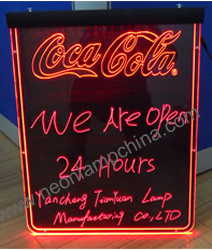 Coca-Cola®
We Are Open
24 Hours
Yancheng TianYuan Lamp
Manufacturing Co.,LTD
www.neonlampchina.com